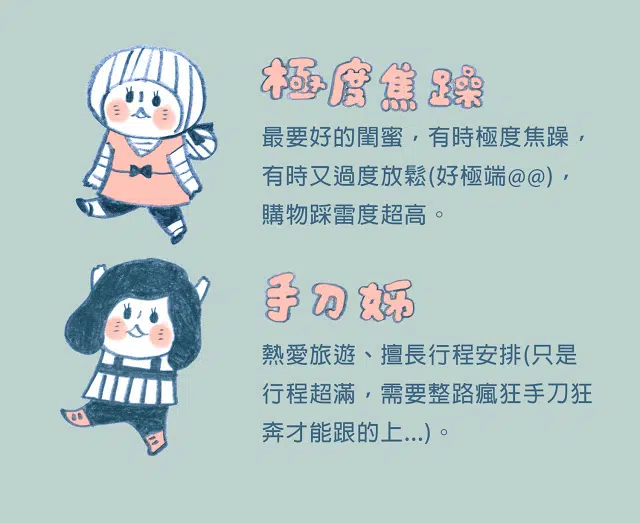 極度焦躁
最要好的閨蜜，有時極度焦躁，
有時又過度放鬆(好極端@@)，
購物踩雷度超高。
手刀姊
熱愛旅遊、擅長行程安排(只是
行程超滿，需要整路瘋狂手刀狂
奔才能跟的上...)。